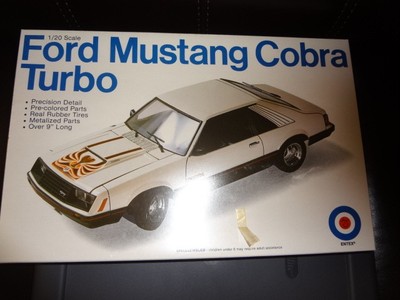 1/20 Scale
Ford Mustang Cobra
Turbo
• Precision Detail
• Pre-colored Parts
• Real Rubber Tires
• Metalized Parts
• Over 9" Long
ENTEX